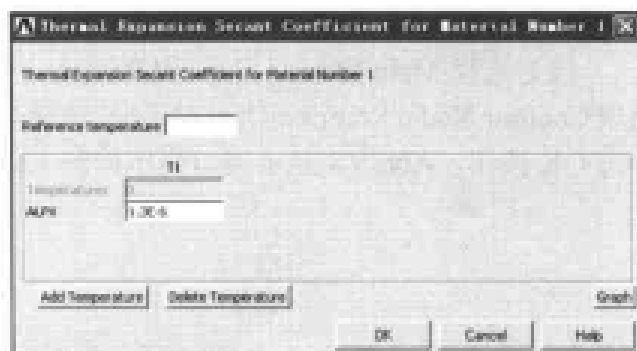 Thermal Expansion Secant Coefficient for Material Number 1
Thermal Expansion Secant Coefficient for Material Number 1
Reference temperature
T1
Temperatures
ALPX
Add Temperature Delete Temperature Graph
OK Cancel Help